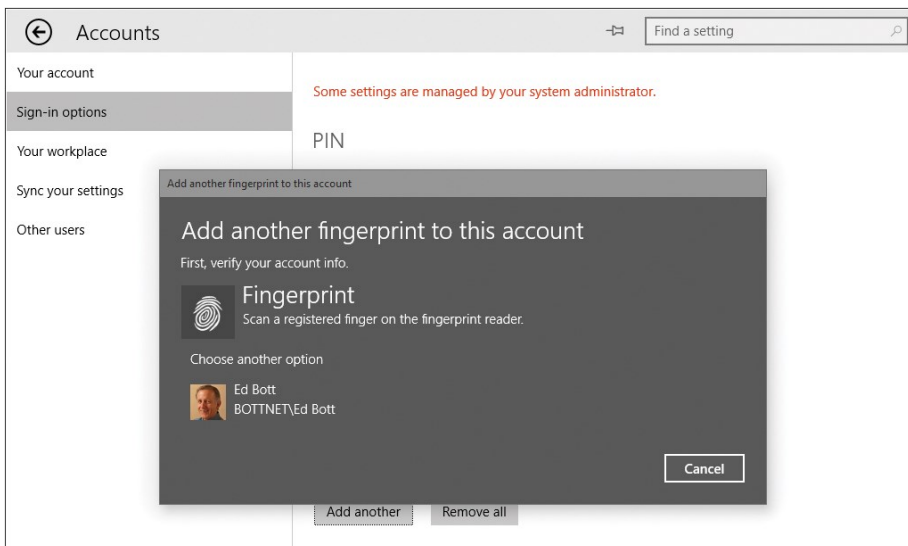 Accounts
Find a setting
Your account
Some settings are managed by your system administrator.
Sign-in options
PIN
Your workplace
Sync your settings
Other users
Add another fingerprint to this account
Add another fingerprint to this account
First, verify your account info.
Fingerprint
Scan a registered finger on the fingerprint reader.
Choose another option
Ed Bott
BOTTNET\Ed Bott
Cancel
Add another
Remove all